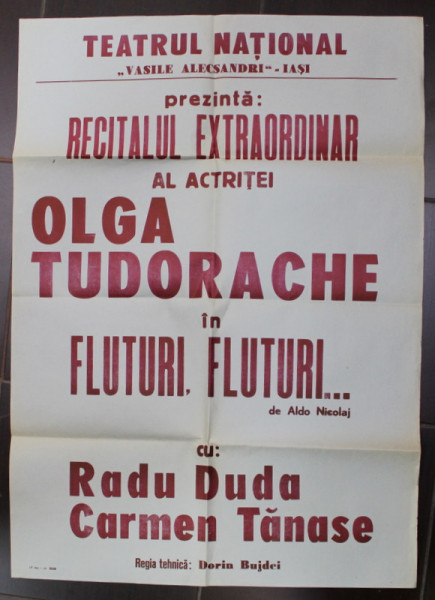 TEATRUL NAȚIONAL
„VASILE ALECSANDRI“ - IAȘI
prezintă:
RECITALUL EXTRAORDINAR
AL ACTRIȚEI
OLGA
TUDORACHE
în
FLUTURI, FLUTURI...
de Aldo Nicolaj
cu:
Radu Duda
Carmen Tănase
Regia tehnică: Dorin Bujdei